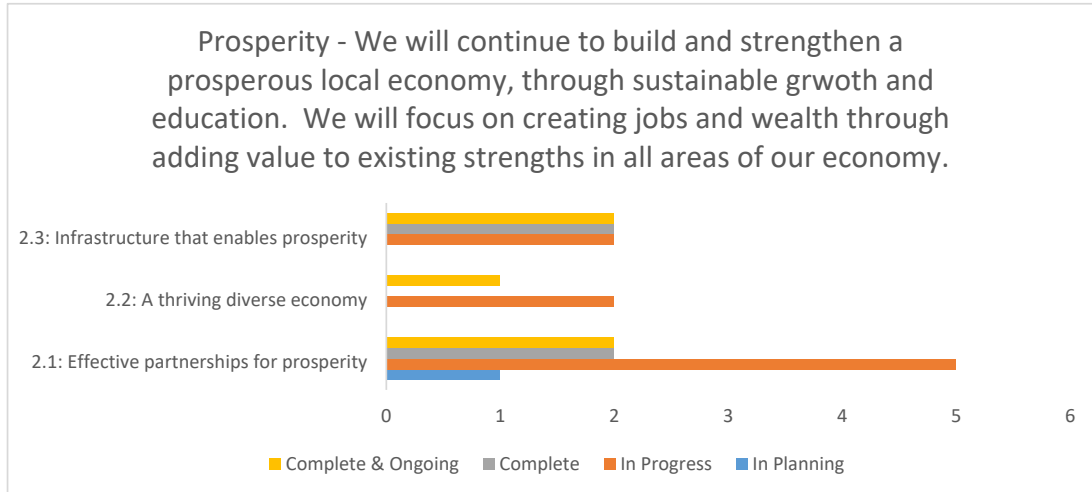 Prosperity - We will continue to build and strengthen a
prosperous local economy, through sustainable grwoth and
education.  We will focus on creating jobs and wealth through
adding value to existing strengths in all areas of our economy.
2.3: Infrastructure that enables prosperity
2.2: A thriving diverse economy
2.1: Effective partnerships for prosperity
0 1 2 3 4 5 6
Complete & Ongoing Complete In Progress In Planning